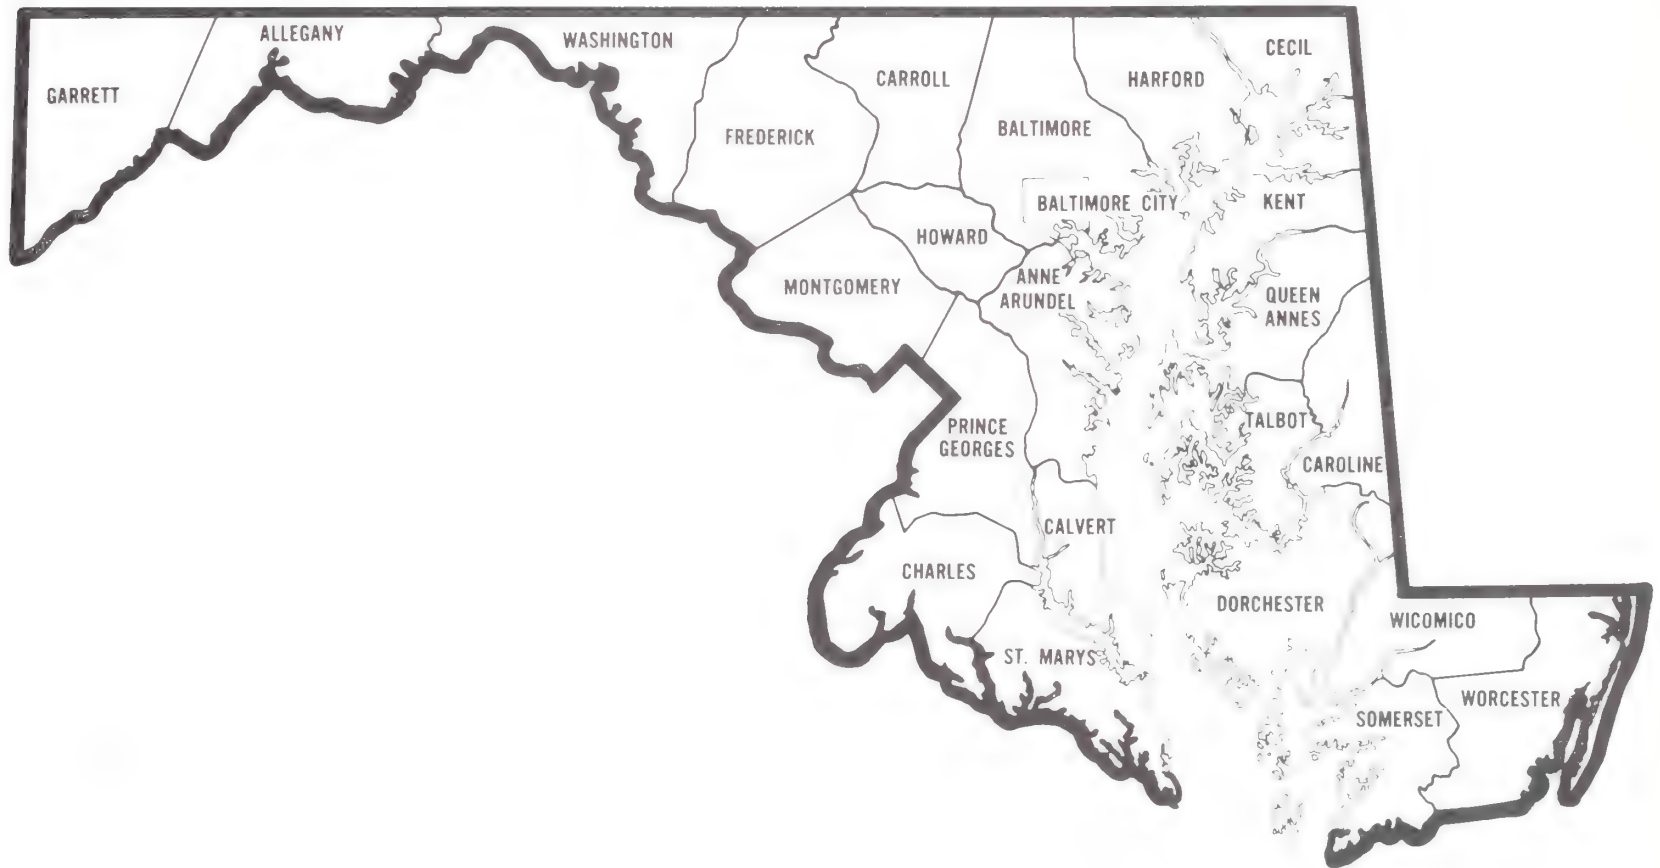 GARRETT
ALLEGANY
WASHINGTON
FREDERICK
CARROLL
BALTIMORE
HARFORD
CECIL
BALTIMORE CITY
KENT
HOWARD
MONTGOMERY
ANNE
ARUNDEL
QUEEN
ANNES
PRINCE
GEORGES
TALBOT
CAROLINE
CALVERT
CHARLES
DORCHESTER
WICOMICO
ST. MARYS
SOMERSET
WORCESTER